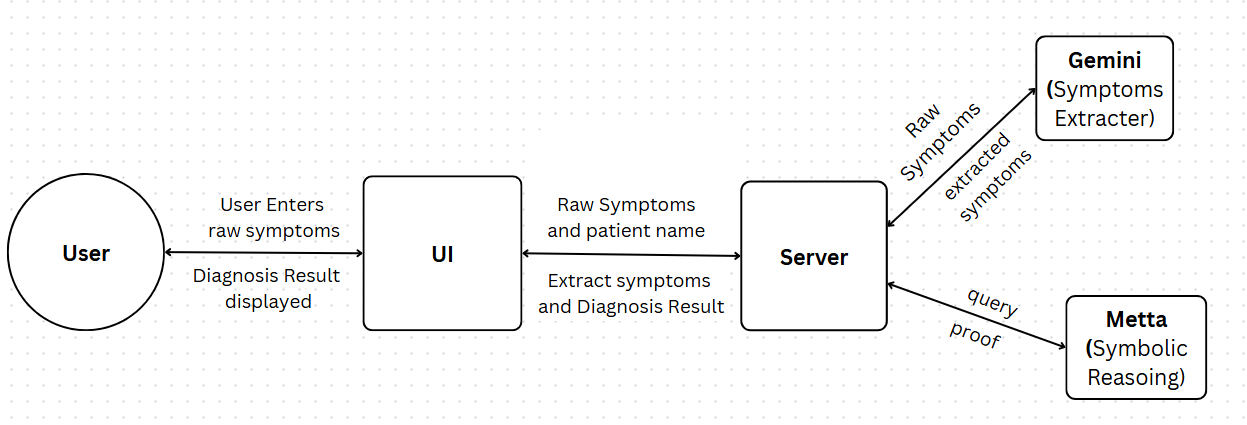 User
User Enters
raw symptoms
Diagnosis Result
displayed
UI
Raw Symptoms
and patient name
Extract symptoms
and Diagnosis Result
Server
Raw
Symptoms
extracted
symptoms
Gemini
(Symptoms
Extracter)
query
proof
Metta
(Symbolic
Reasoing)